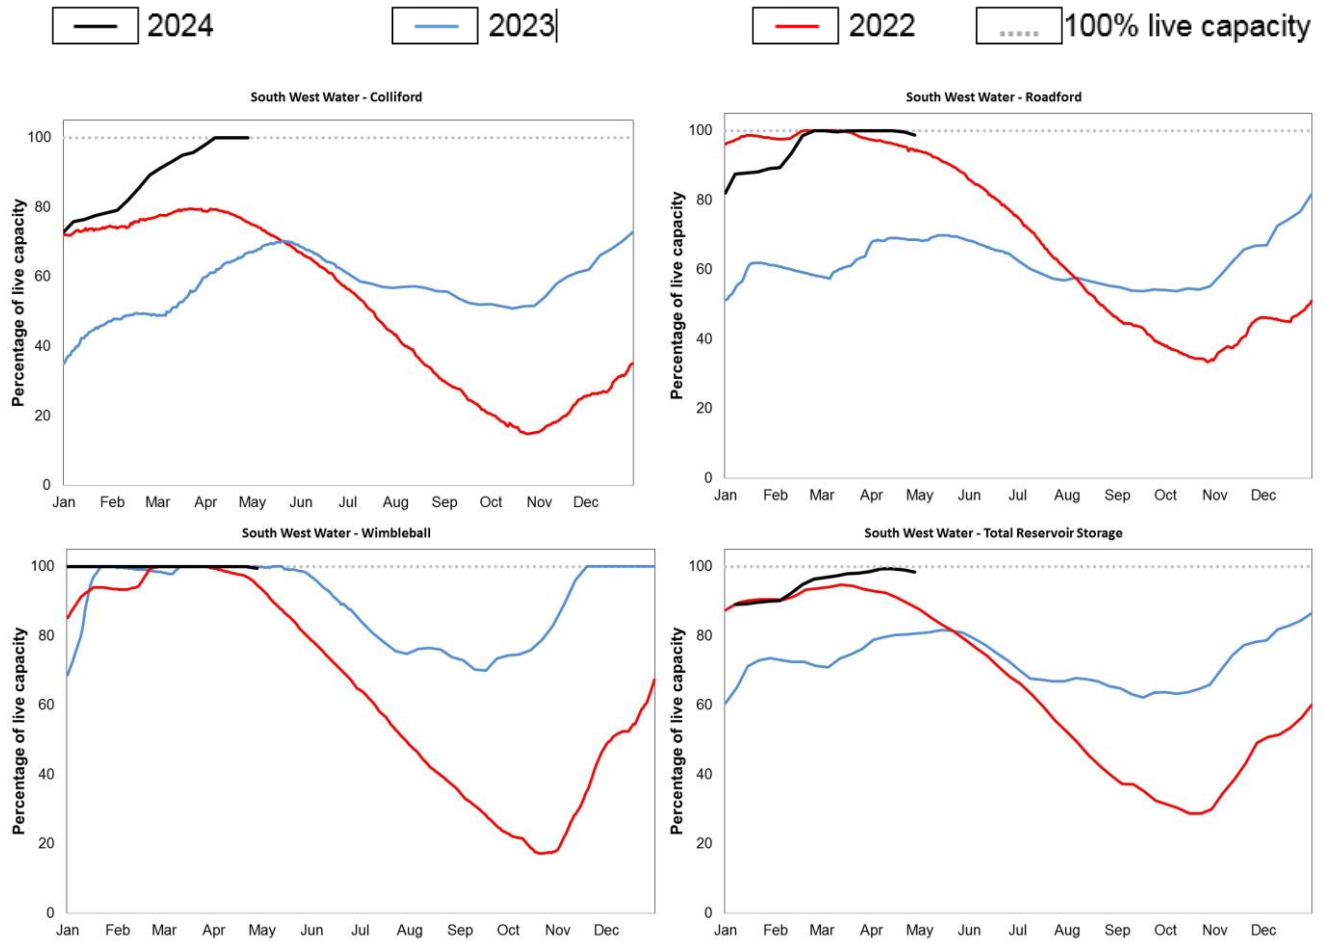 2024 2023 2022 100% live capacity
South West Water - Colliford
Percentage of live capacity
100
80
60
40
20
0
Jan Feb Mar Apr May Jun Jul Aug Sep Oct Nov Dec
South West Water - Roadford
Percentage of live capacity
100
80
60
40
20
0
Jan Feb Mar Apr May Jun Jul Aug Sep Oct Nov Dec
South West Water - Wimbleball
Percentage of live capacity
100
80
60
40
20
0
Jan Feb Mar Apr May Jun Jul Aug Sep Oct Nov Dec
South West Water - Total Reservoir Storage
Percentage of live capacity
100
80
60
40
20
0
Jan Feb Mar Apr May Jun Jul Aug Sep Oct Nov Dec